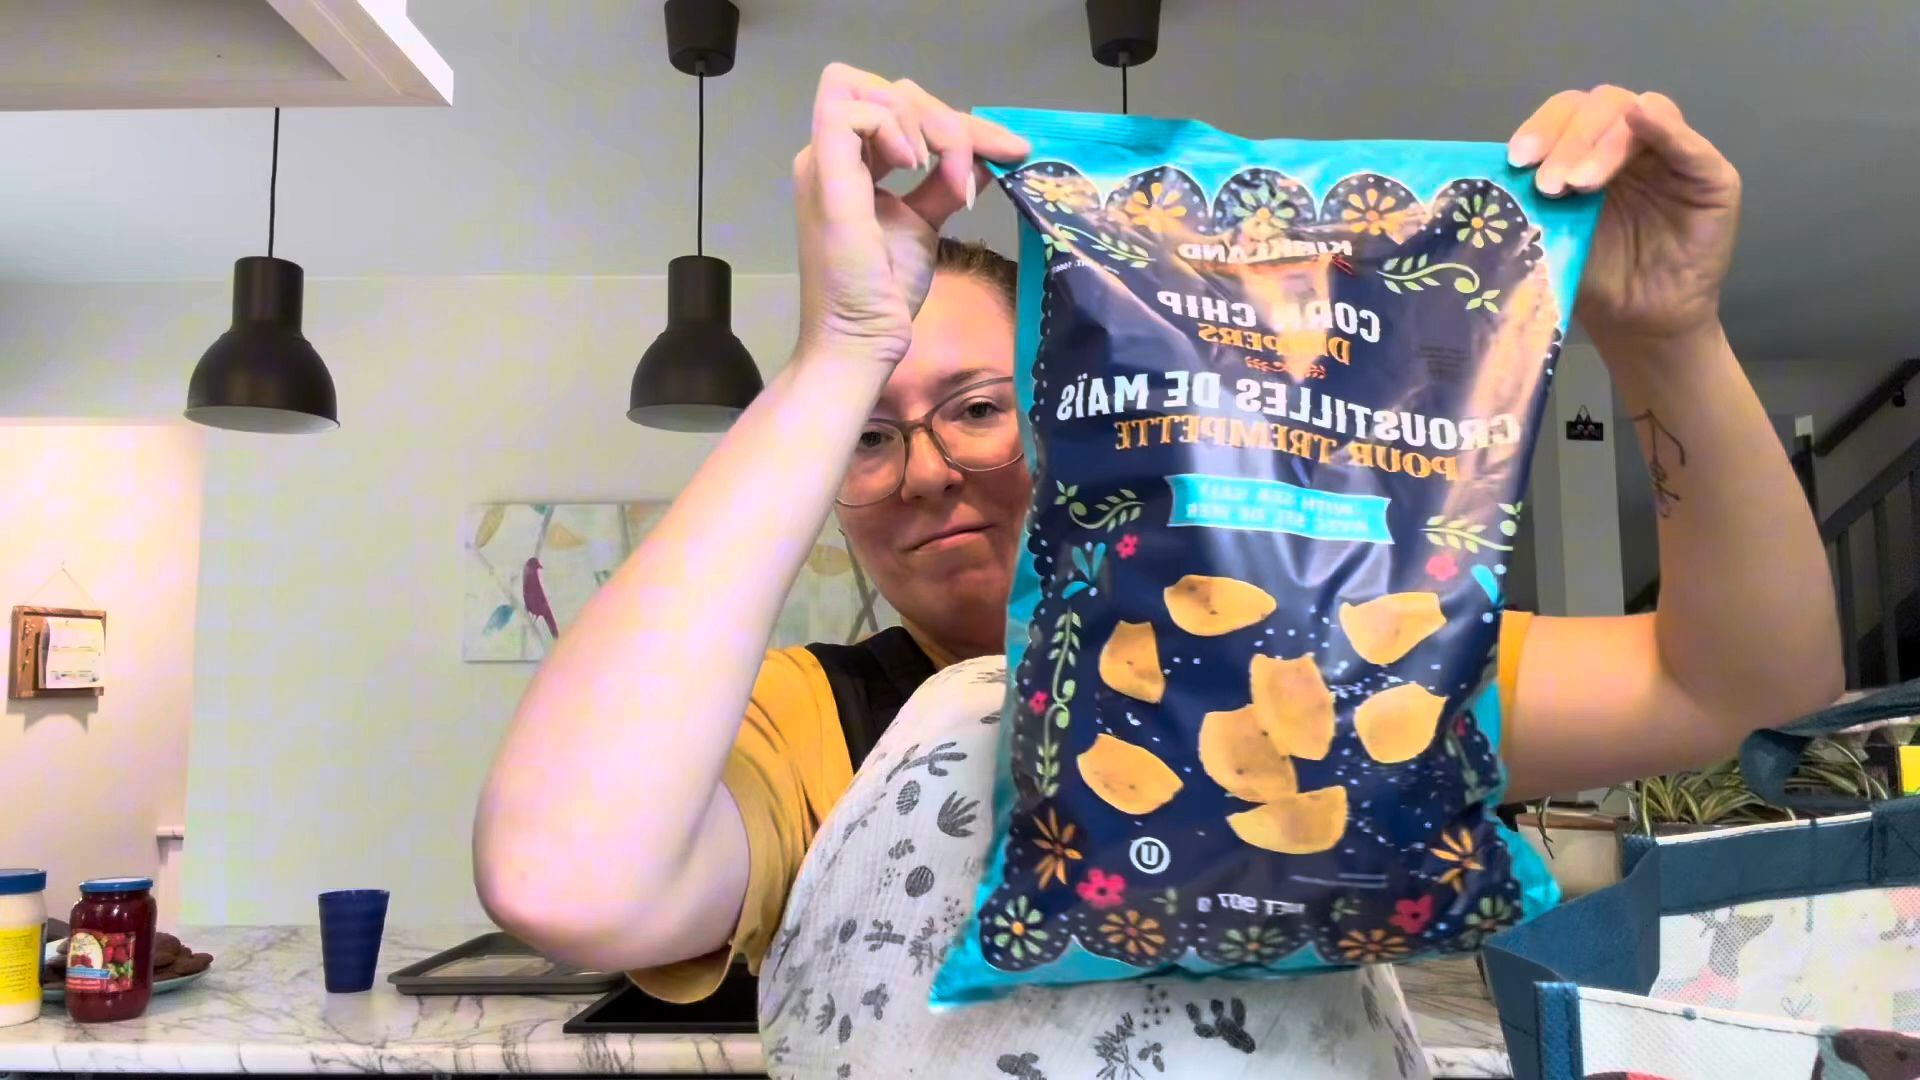 KIRKLAND
CORN CHIP
DIPPERS
CROUSTILLES DE MAÏS
POUR TREMPETTE
WITH SEA SALT
AVEC SEL DE MER
U
NET 907 g